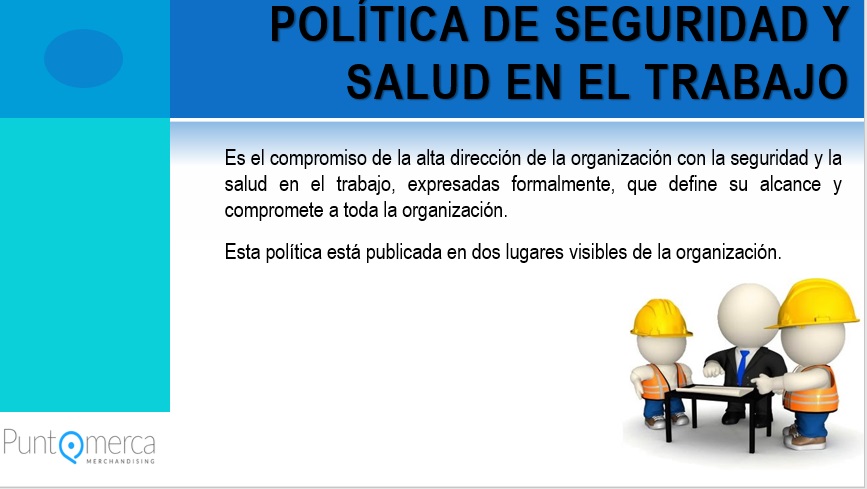 POLÍTICA DE SEGURIDAD Y
SALUD EN EL TRABAJO
Es el compromiso de la alta dirección de la organización con la seguridad y la
salud en el trabajo, expresadas formalmente, que define su alcance y
compromete a toda la organización.
Esta política está publicada en dos lugares visibles de la organización.
Puntomerca
MERCHANDISING